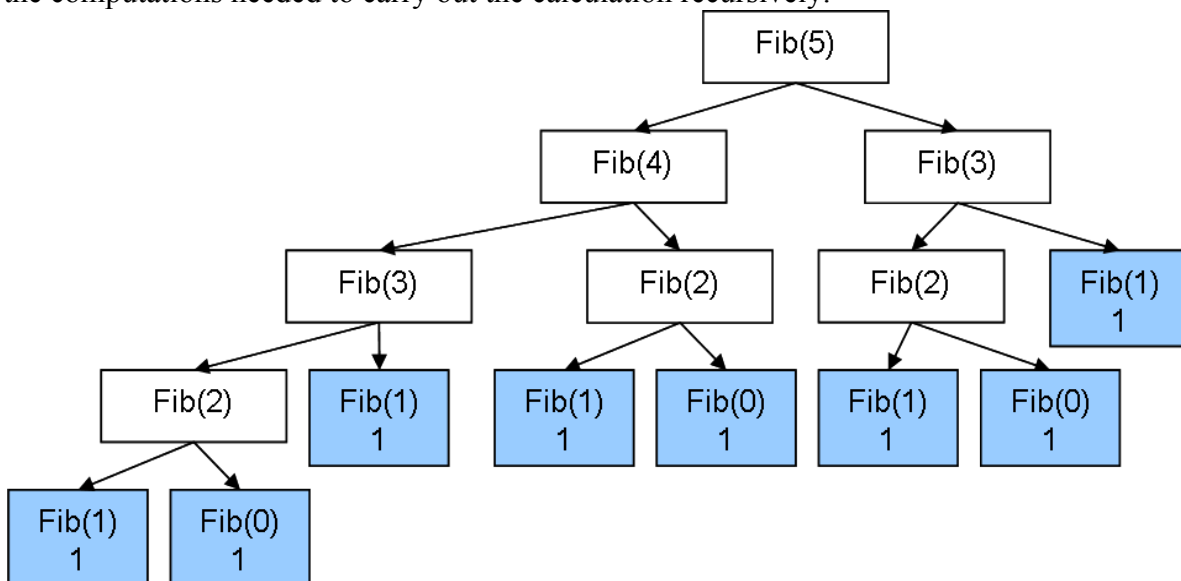 the computations needed to carry out the calculation recursively.
Fib(5)
Fib(4)
Fib(3)
Fib(3)
Fib(2)
Fib(2)
Fib(1)
1
Fib(2)
Fib(1)
1
Fib(1)
1
Fib(0)
1
Fib(1)
1
Fib(0)
1
Fib(1)
1
Fib(0)
1